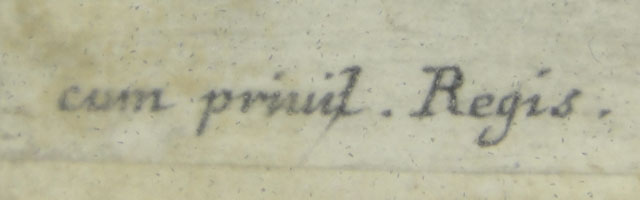 cum priuil . Regis .